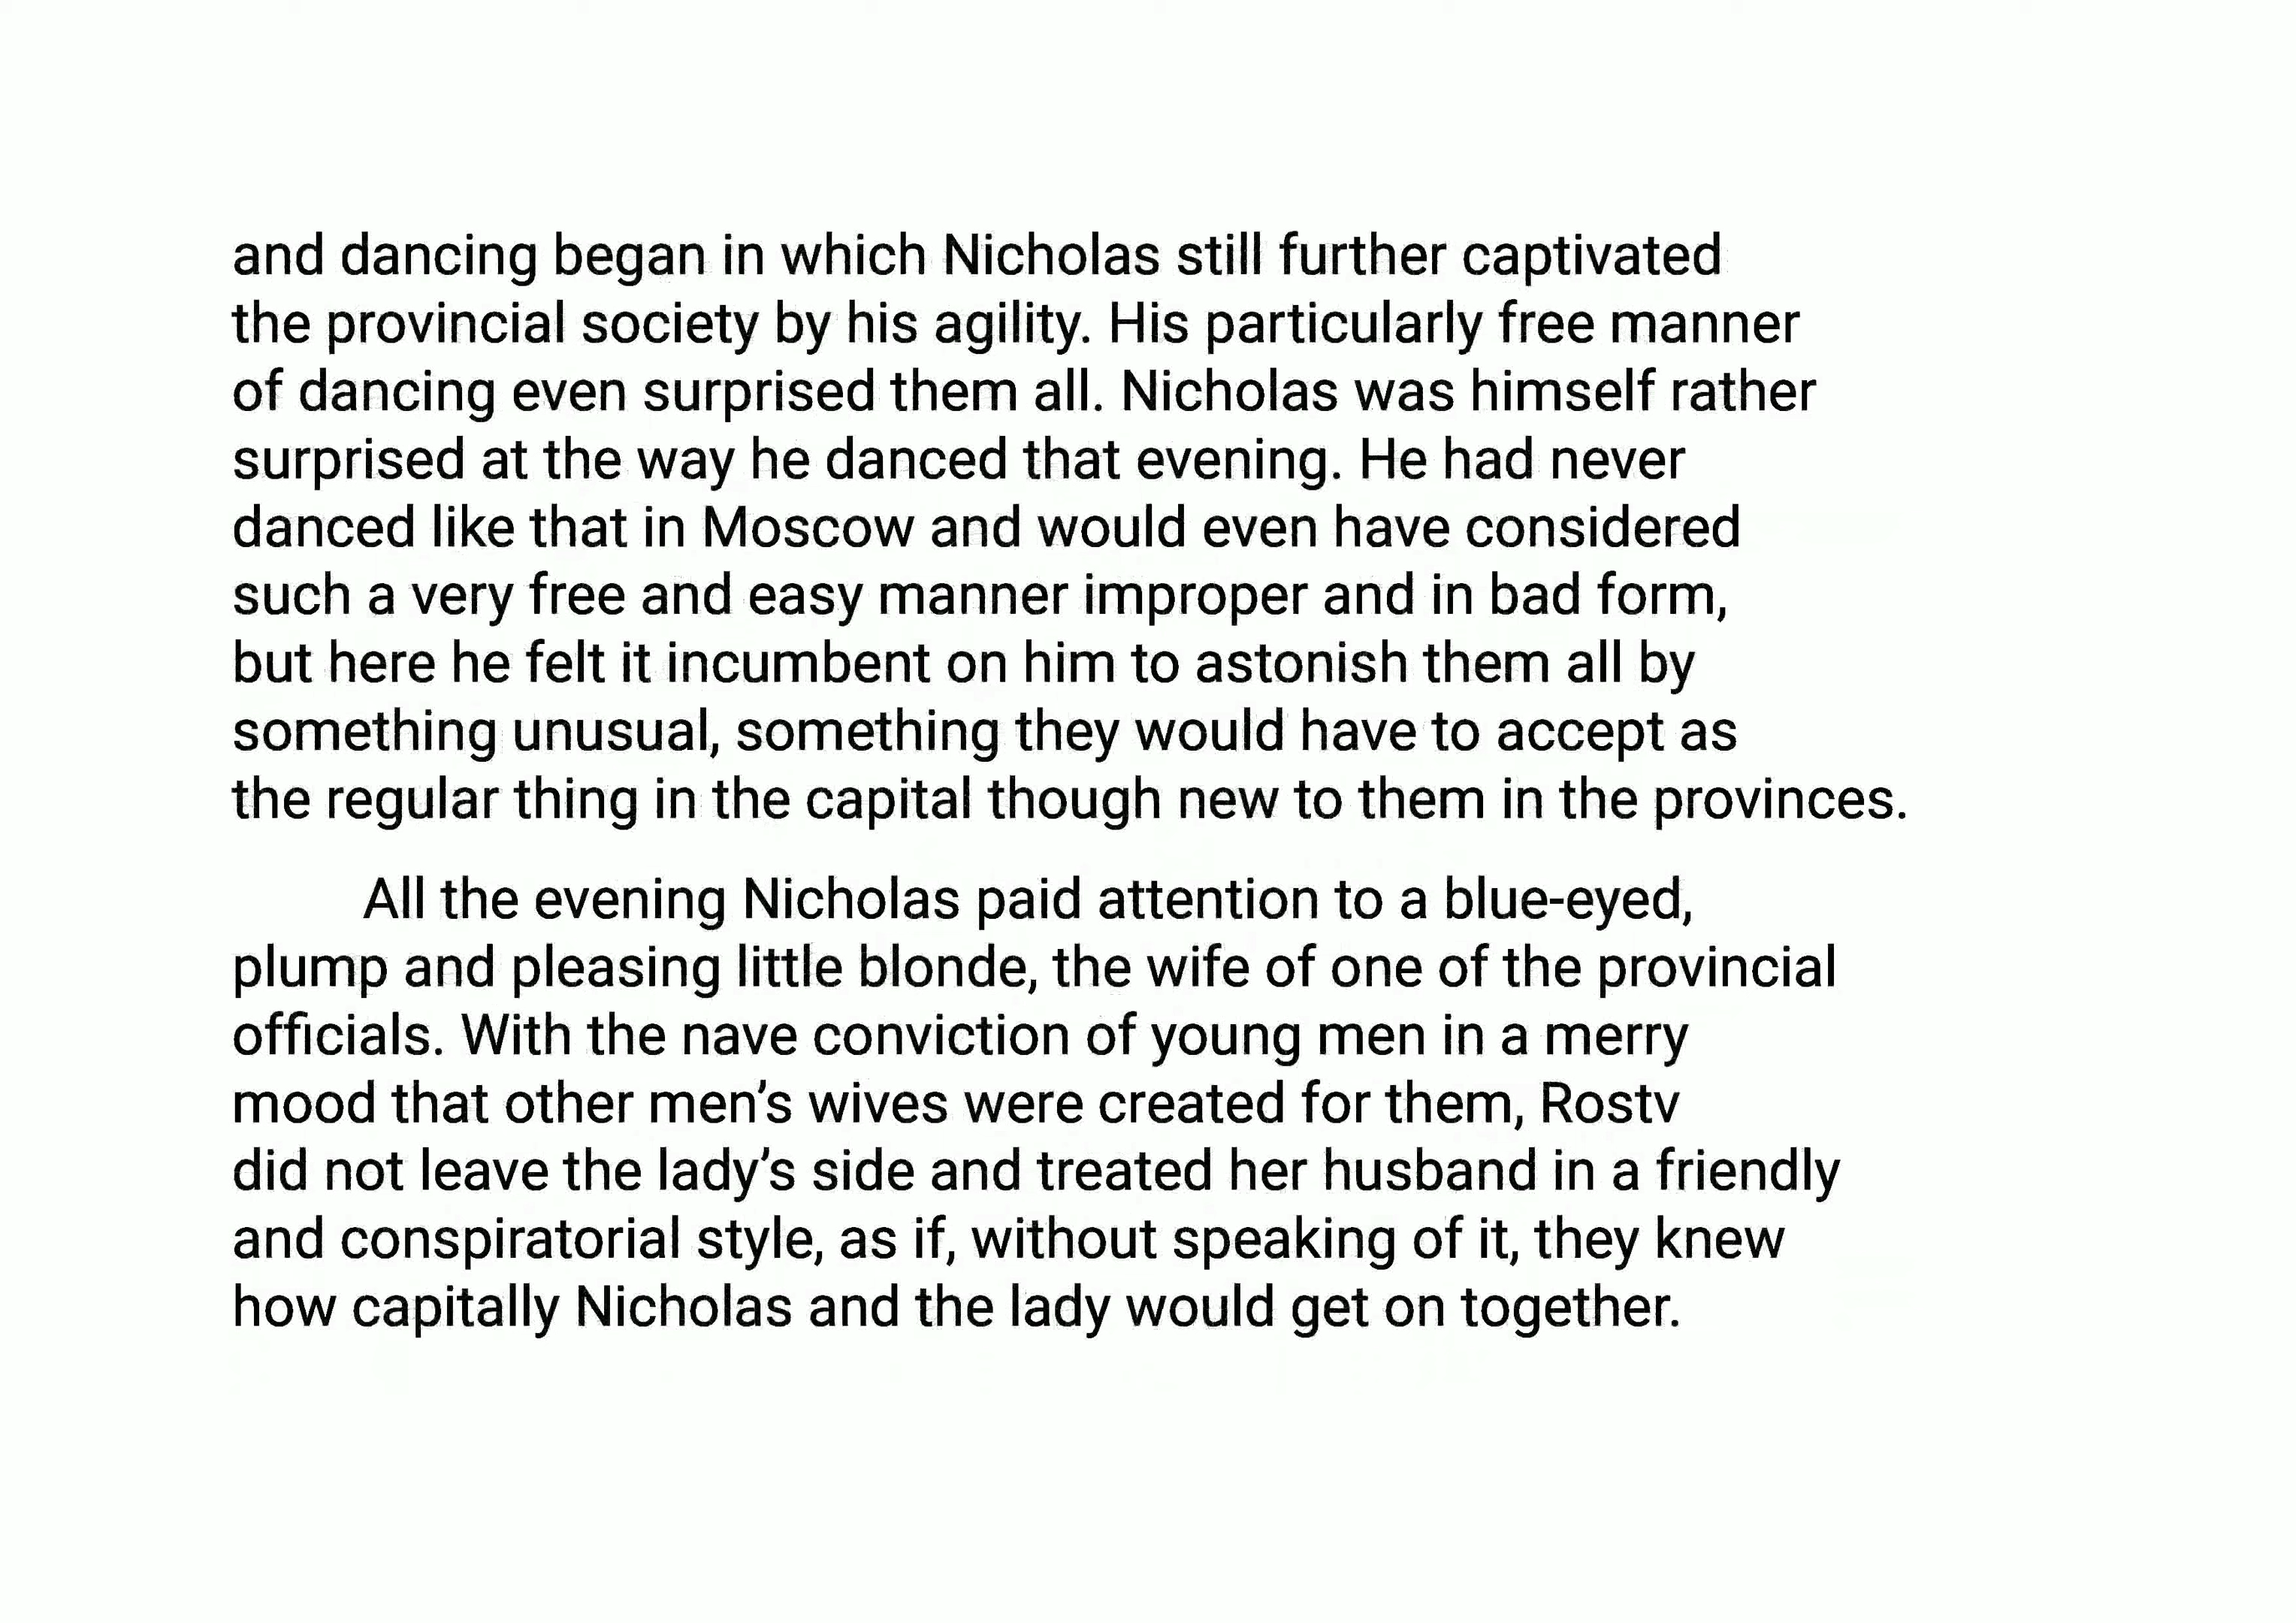 and dancing began in which Nicholas still further captivated
the provincial society by his agility. His particularly free manner
of dancing even surprised them all. Nicholas was himself rather
surprised at the way he danced that evening. He had never
danced like that in Moscow and would even have considered
such a very free and easy manner improper and in bad form,
but here he felt it incumbent on him to astonish them all by
something unusual, something they would have to accept as
the regular thing in the capital though new to them in the provinces.
All the evening Nicholas paid attention to a blue-eyed,
plump and pleasing little blonde, the wife of one of the provincial
officials. With the nave conviction of young men in a merry
mood that other men's wives were created for them, Rostv
did not leave the lady's side and treated her husband in a friendly
and conspiratorial style, as if, without speaking of it, they knew
how capitally Nicholas and the lady would get on together.